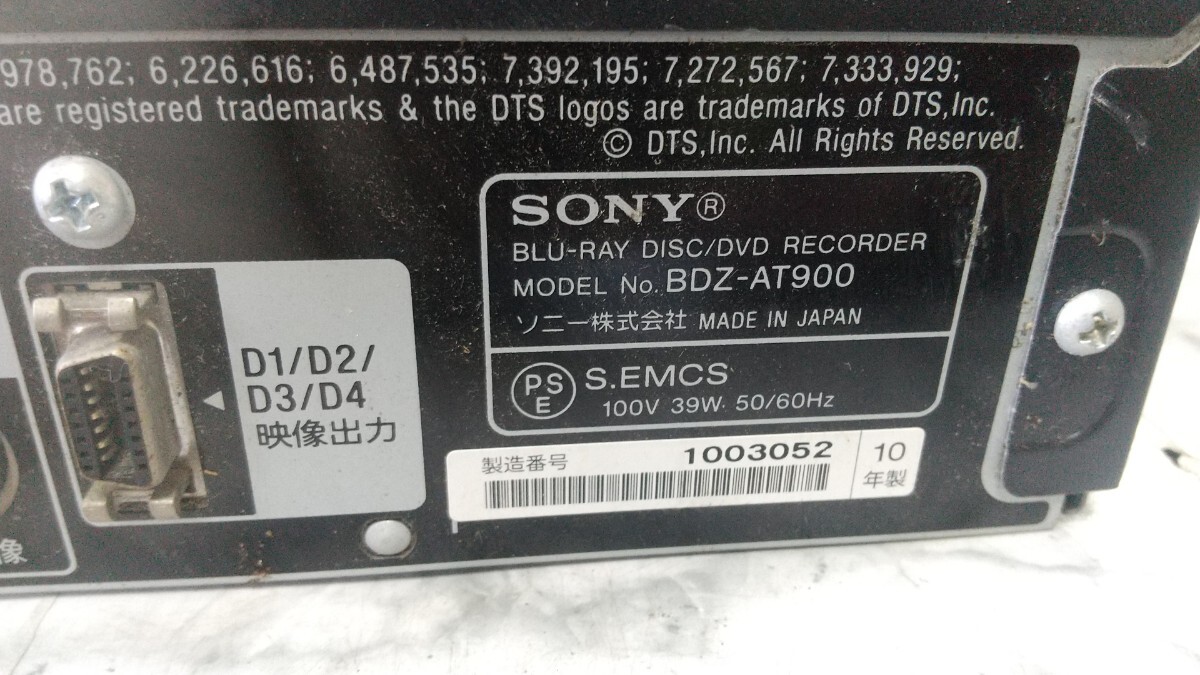 978,762; 6,226,616; 6,487,535; 7,392,195; 7,272,567; 7,333,929;
are registered trademarks & the DTS logos are trademarks of DTS,Inc.
© DTS,Inc. All Rights Reserved.
SONY®
BLU-RAY DISC/DVD RECORDER
MODEL No. BDZ-AT900
ソニー株式会社 MADE IN JAPAN
PSE S.EMCS
100V 39W 50/60Hz
D1/D2/
D3/D4
映像出力
製造番号 1003052
10
年製
像